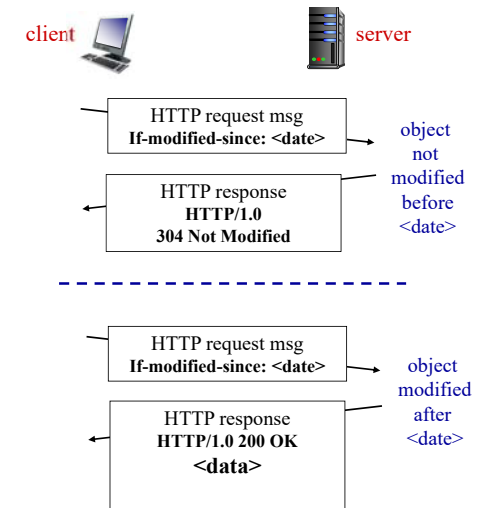 client
server
HTTP request msg
If-modified-since: <date>
object
not
modified
before
<date>
HTTP response
HTTP/1.0
304 Not Modified
HTTP request msg
If-modified-since: <date>
object
modified
after
<date>
HTTP response
HTTP/1.0 200 OK
<data>